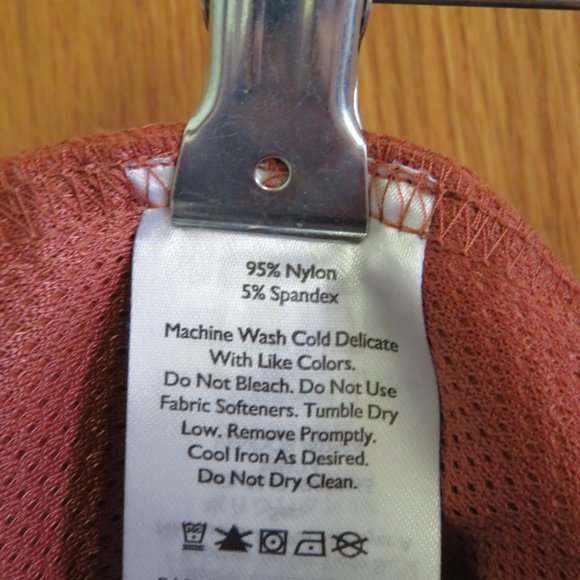 95% Nylon
5% Spandex
Machine Wash Cold Delicate
With Like Colors.
Do Not Bleach. Do Not Use
Fabric Softeners. Tumble Dry
Low. Remove Promptly.
Cool Iron As Desired.
Do Not Dry Clean.